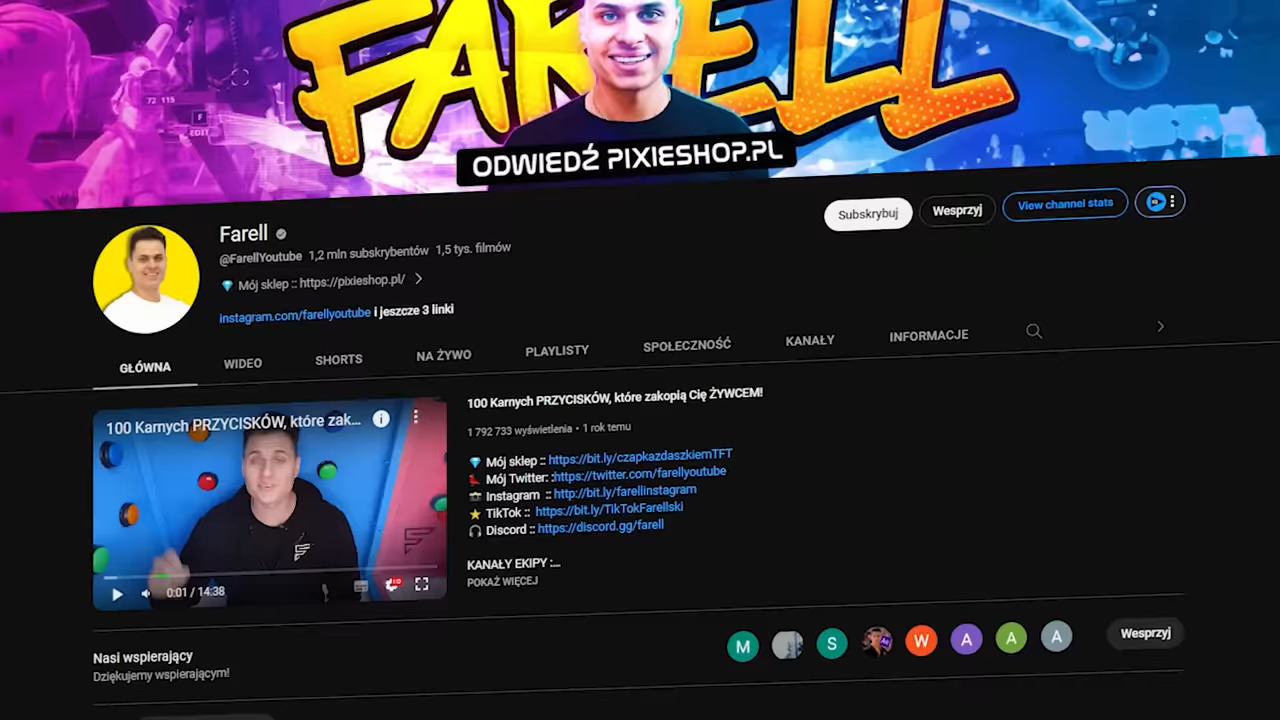 FARELL
72 115
F
EDIT
ODWIEDŹ PIXIESHOP.PL
Farell
@FarellYoutube 1,2 mln subskrybentów 1,5 tys. filmów
Mój sklep :: https://pixieshop.pl/
instagram.com/farellyoutube i jeszcze 3 linki
Subskrybuj
Wesprzyj
View channel stats
GŁÓWNA WIDEO SHORTS NA ŻYWO PLAYLISTY SPOŁECZNOŚĆ KANAŁY INFORMACJE
100 Karnych PRZYCISKÓW, które zak...
0:01 / 14:38
HD
100 Karnych PRZYCISKÓW, które zakopią Cię ŻYWCEM!
1 792 733 wyświetlenia • 1 rok temu
Mój sklep :: https://bit.ly/czapkazdaszkiemTFT
Mój Twitter: :https://twitter.com/farellyoutube
Instagram :: http://bit.ly/farellinstagram
TikTok :: https://bit.ly/TikTokFarellski
Discord :: https://discord.gg/farell
KANAŁY EKIPY :...
POKAŻ WIĘCEJ
Nasi wspierający
Dziękujemy wspierającym!
M S W A A A
Wesprzyj